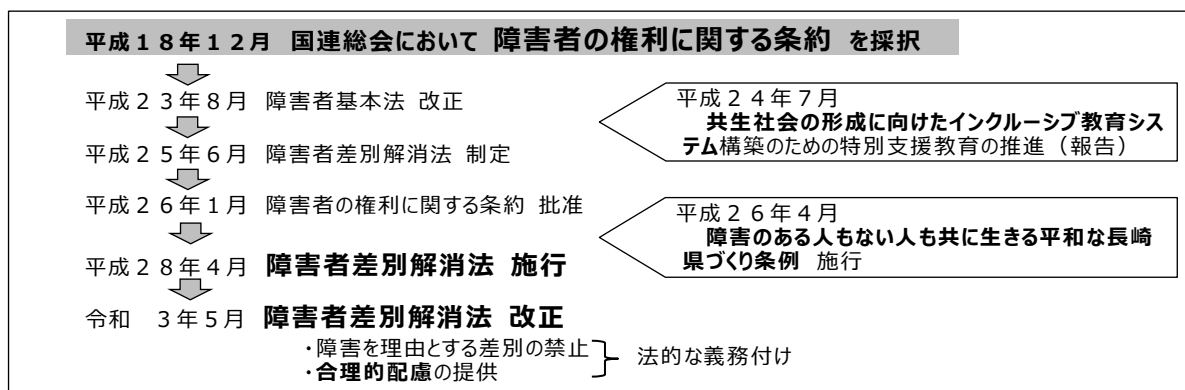 平成１８年１２月 国連総会において 障害者の権利に関する条約 を採択
平成２３年８月 障害者基本法 改正
平成２４年７月
共生社会の形成に向けたインクルーシブ教育シス
テム構築のための特別支援教育の推進（報告）
平成２５年６月 障害者差別解消法 制定
平成２６年１月 障害者の権利に関する条約 批准
平成２６年４月
障害のある人もない人も共に生きる平和な長崎
県づくり条例 施行
平成２８年４月 障害者差別解消法 施行
令和 ３年５月 障害者差別解消法 改正
・障害を理由とする差別の禁止
・合理的配慮の提供
法的な義務付け